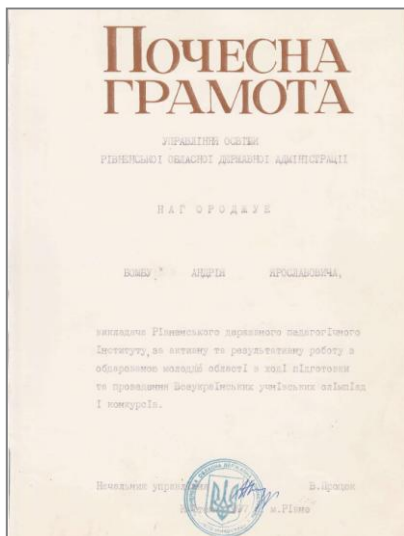 ПОЧЕСНА
ГРАМОТА
УПРАВЛІННЯ ОСВІТИ
РІВНЕНСЬКОЇ ОБЛАСНОЇ ДЕРЖАВНОЇ АДМІНІСТРАЦІЇ
НАГОРОДЖУЄ
БОМБУ АНДРІЯ ЯРОСЛАВОВИЧА,
викладача Рівненського державного педагогічного
Інституту за активну та результативну роботу з
обдарованою молоддю області в ході підготовки
та проведення Всеукраїнських учнівських олімпіад
і конкурсів.
Начальник управління
м.Рівне